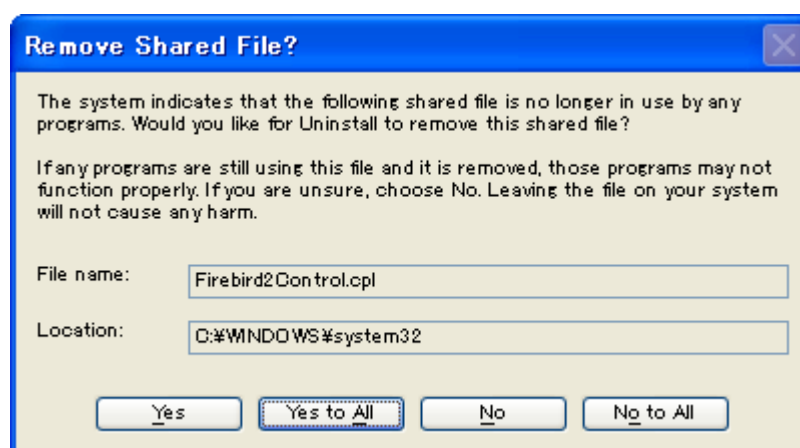 Remove Shared File?
The system indicates that the following shared file is no longer in use by any
programs. Would you like for Uninstall to remove this shared file?
If any programs are still using this file and it is removed, those programs may not
function properly. If you are unsure, choose No. Leaving the file on your system
will not cause any harm.
File name: Firebird2Control.cpl
Location: C:¥WINDOWS¥system32
Yes Yes to All No No to All